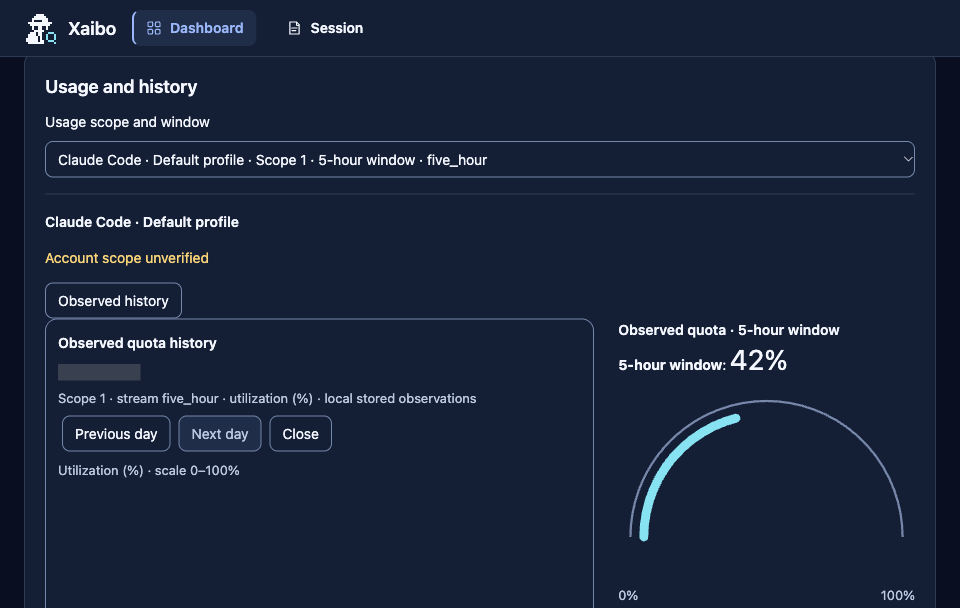 Xaibo
Dashboard
Session
Usage and history
Usage scope and window
Claude Code · Default profile · Scope 1 · 5-hour window · five_hour
Claude Code · Default profile
Account scope unverified
Observed history
Observed quota history
Scope 1 · stream five_hour · utilization (%) · local stored observations
Previous day
Next day
Close
Utilization (%) · scale 0–100%
Observed quota · 5-hour window
5-hour window: 42%
0%
100%